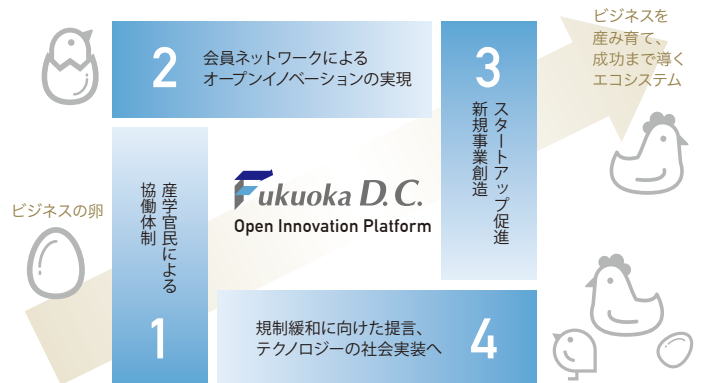 ビジネスを
産み育て、
成功まで導く
エコシステム
2
会員ネットワークによる
オープンイノベーションの実現
3
スタートアップ促進
新規事業創造
産学官民による
協働体制
1
ビジネスの卵
Fukuoka D.C.
Open Innovation Platform
規制緩和に向けた提言、
テクノロジーの社会実装へ
4